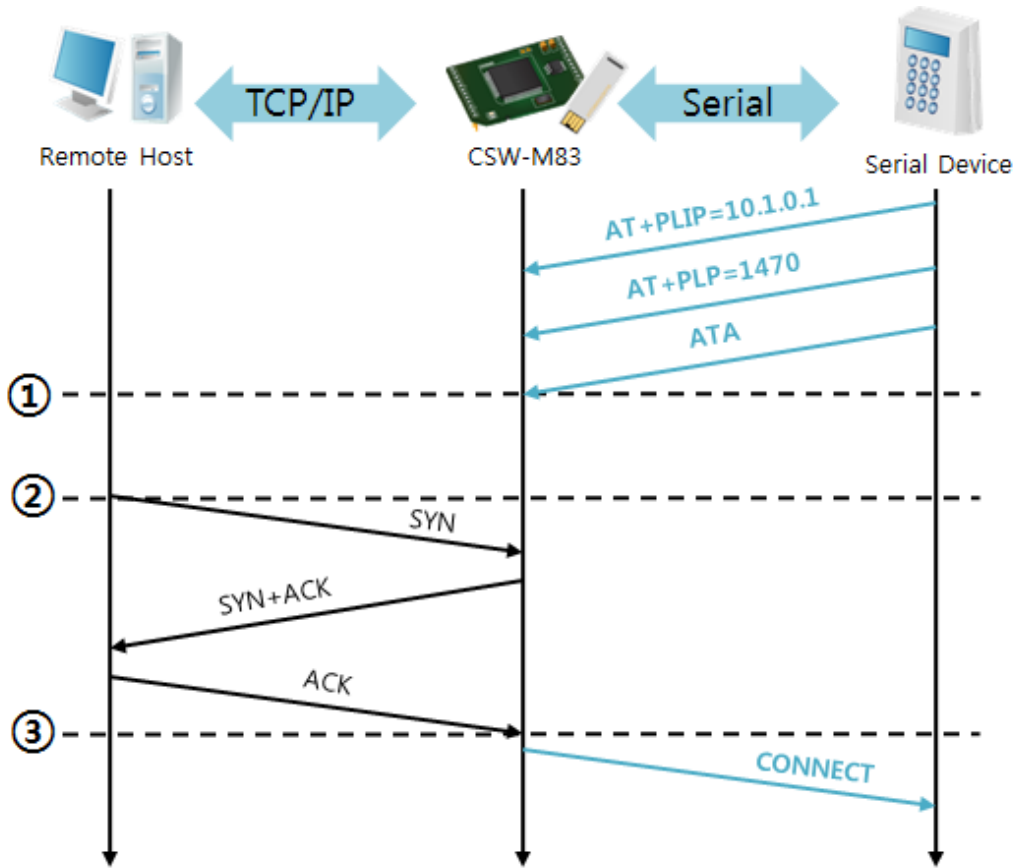 TCP/IP
Serial
Remote Host
CSW-M83
Serial Device
AT+PLIP=10.1.0.1
AT+PLP=1470
ATA
①
②
SYN
SYN+ACK
ACK
③
CONNECT